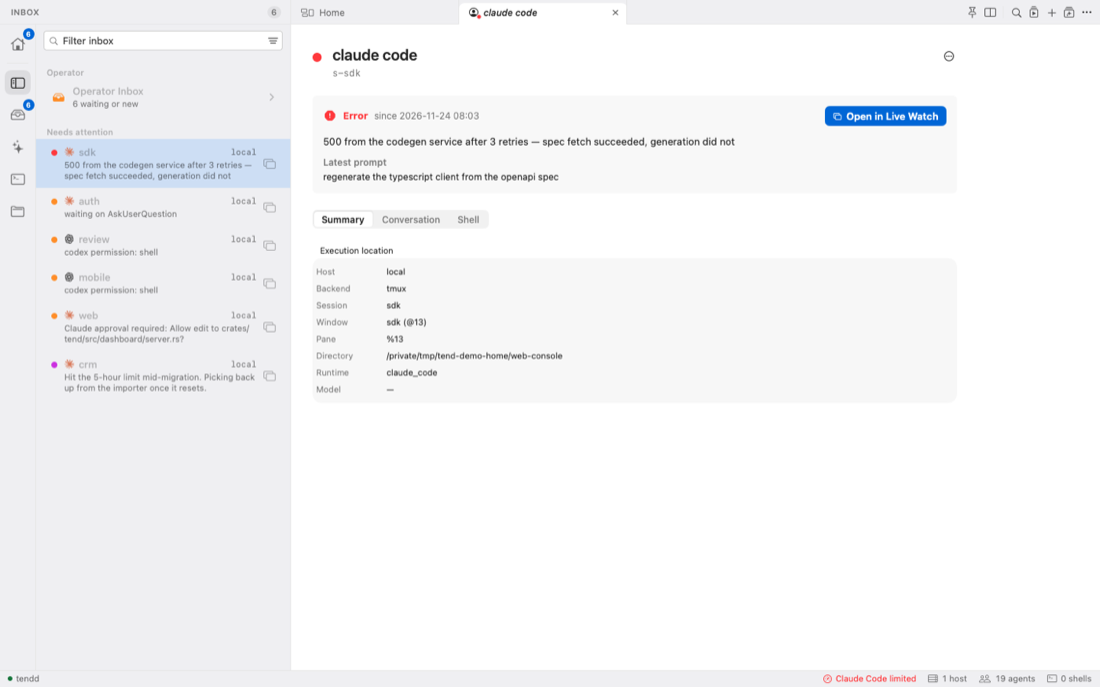 INBOX
6
Home
claude code
6
Filter inbox
Operator
Operator Inbox
6 waiting or new
6
Needs attention
sdk
local
500 from the codegen service after 3 retries —
spec fetch succeeded, generation did not
auth
local
waiting on AskUserQuestion
review
local
codex permission: shell
mobile
local
codex permission: shell
web
local
Claude approval required: Allow edit to crates/
tend/src/dashboard/server.rs?
crm
local
Hit the 5-hour limit mid-migration. Picking back
up from the importer once it resets.
claude code
s-sdk
Error since 2026-11-24 08:03
Open in Live Watch
500 from the codegen service after 3 retries — spec fetch succeeded, generation did not
Latest prompt
regenerate the typescript client from the openapi spec
Summary Conversation Shell
Execution location
Host local
Backend tmux
Session sdk
Window sdk (@13)
Pane %13
Directory /private/tmp/tend-demo-home/web-console
Runtime claude_code
Model —
tendd
Claude Code limited
1 host
19 agents
0 shells